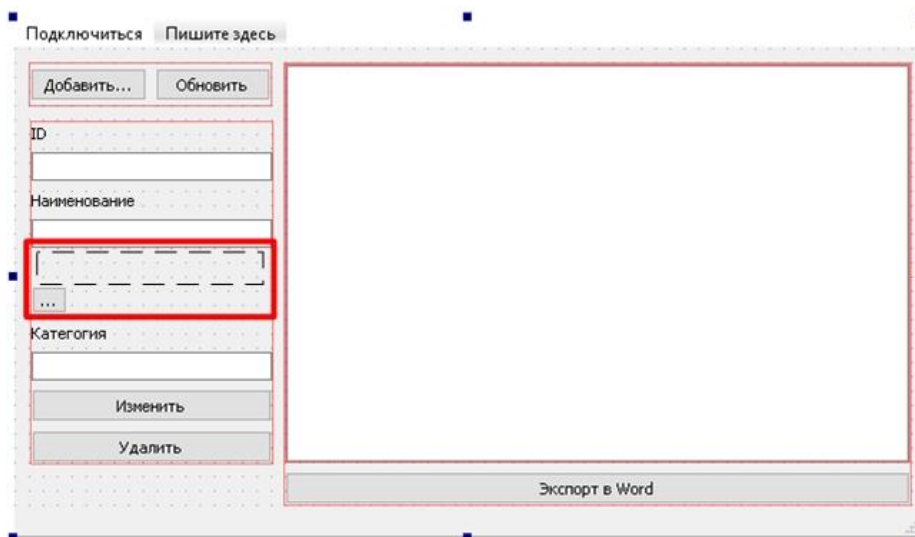 Подключиться Пишите здесь
Добавить... Обновить
ID
Наименование
...
Категогия
Изменить
Удалить
Экспорт в Word